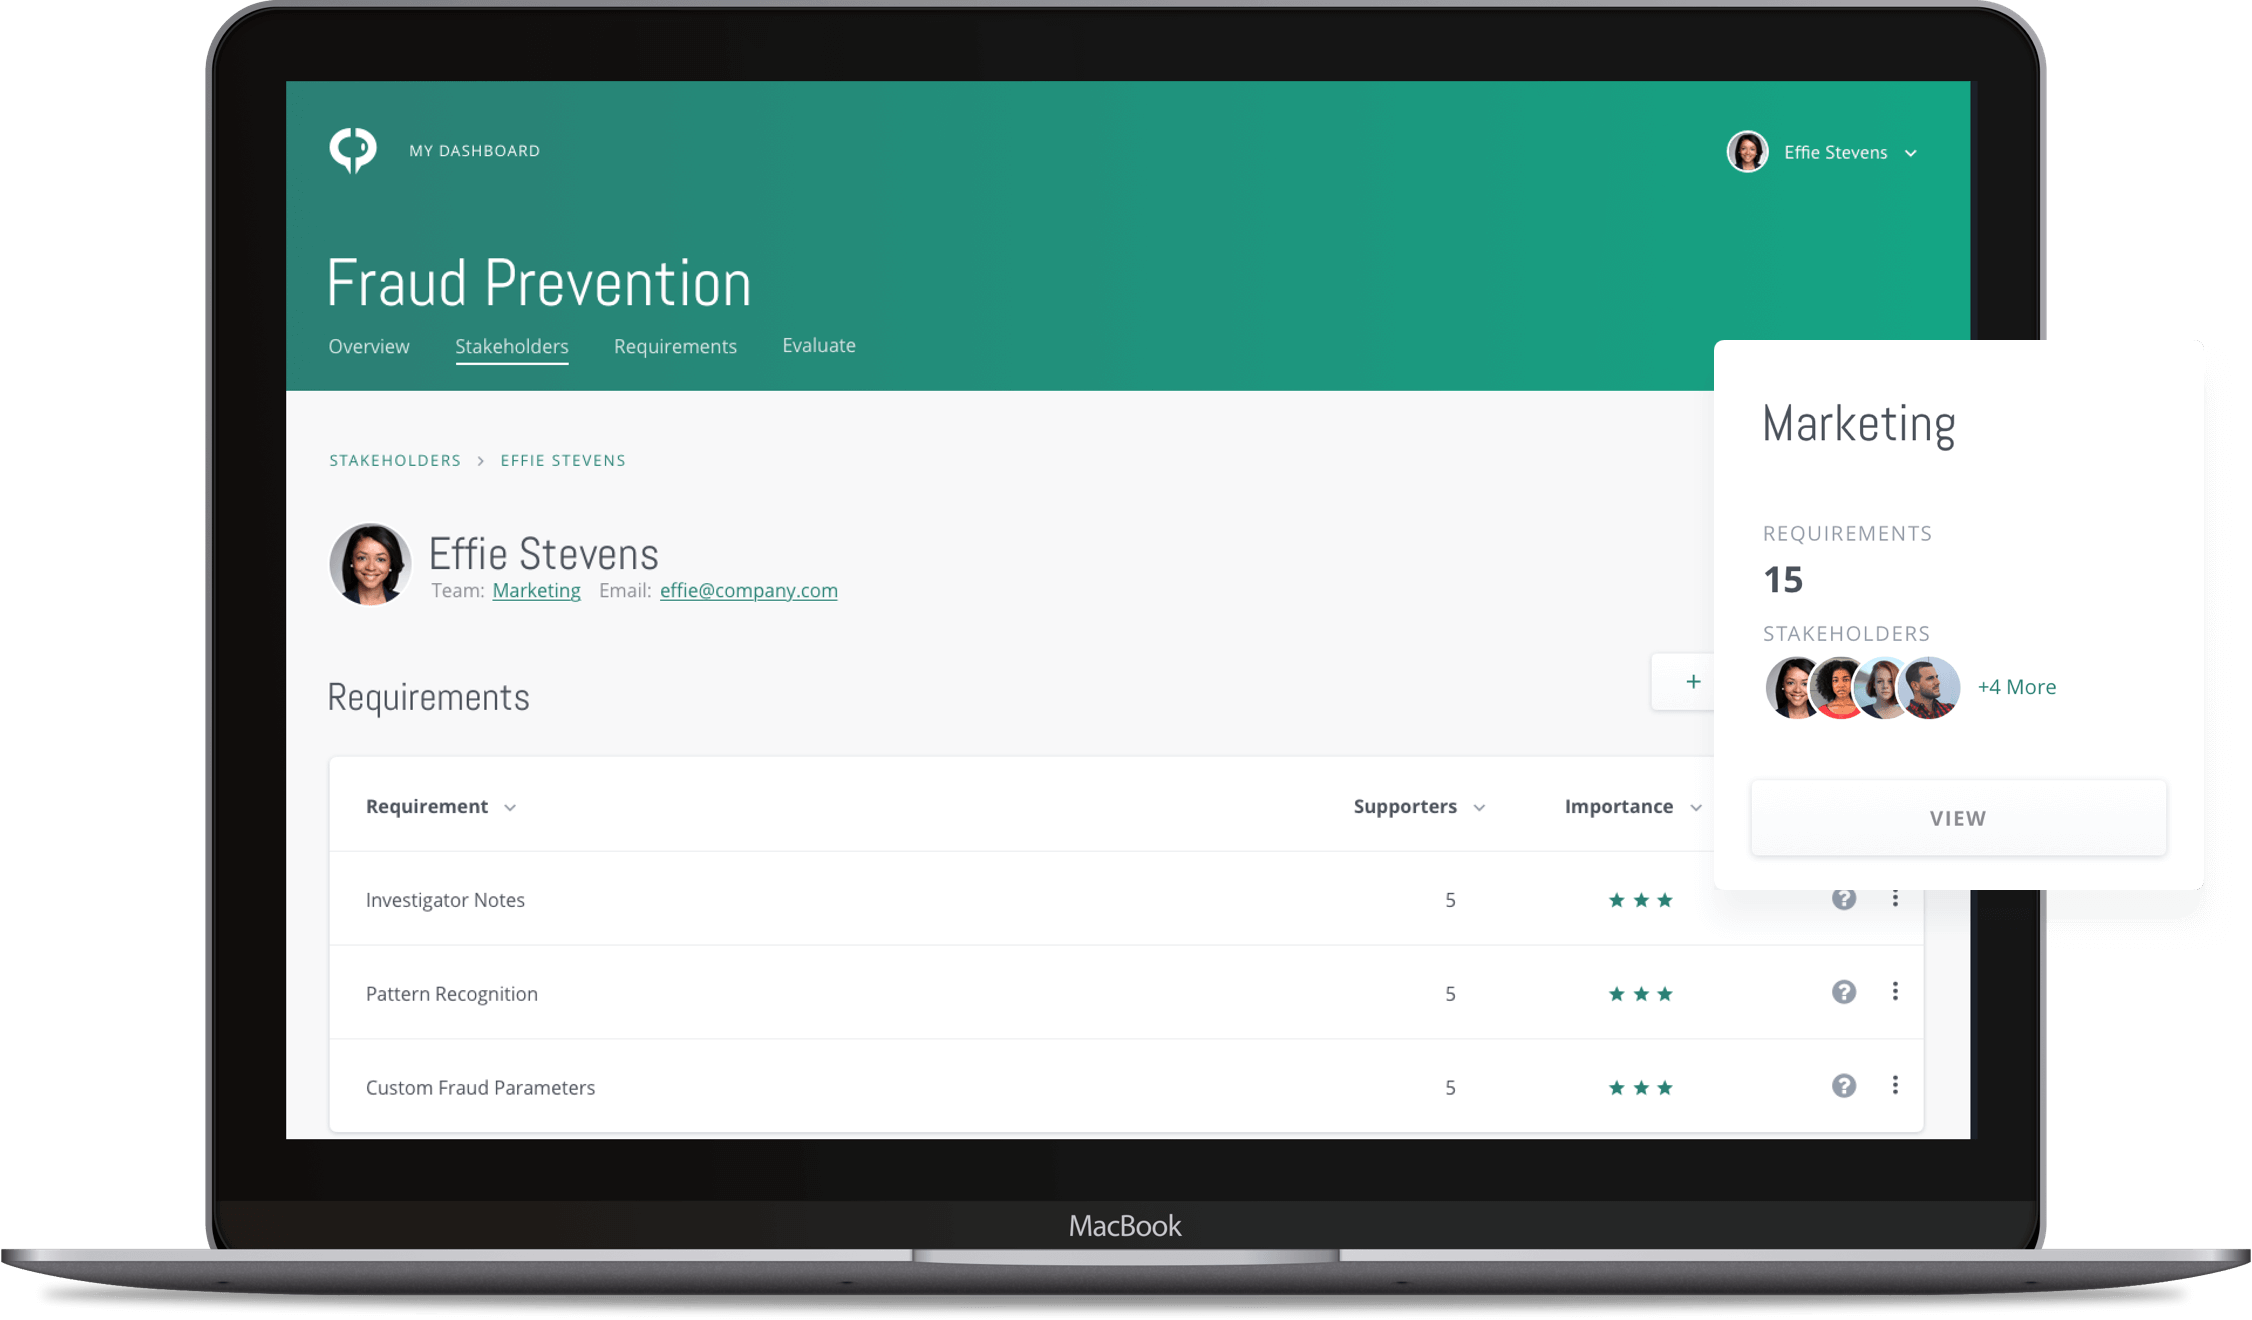 MY DASHBOARD
Effie Stevens
Fraud Prevention
Overview Stakeholders Requirements Evaluate
STAKEHOLDERS > EFFIE STEVENS
Effie Stevens
Team: Marketing Email: effie@company.com
Requirements
+
Requirement Supporters Importance
Investigator Notes 5 ★ ★ ★ ?
Pattern Recognition 5 ★ ★ ★ ?
Custom Fraud Parameters 5 ★ ★ ★ ?
Marketing
REQUIREMENTS
15
STAKEHOLDERS
+4 More
VIEW
MacBook